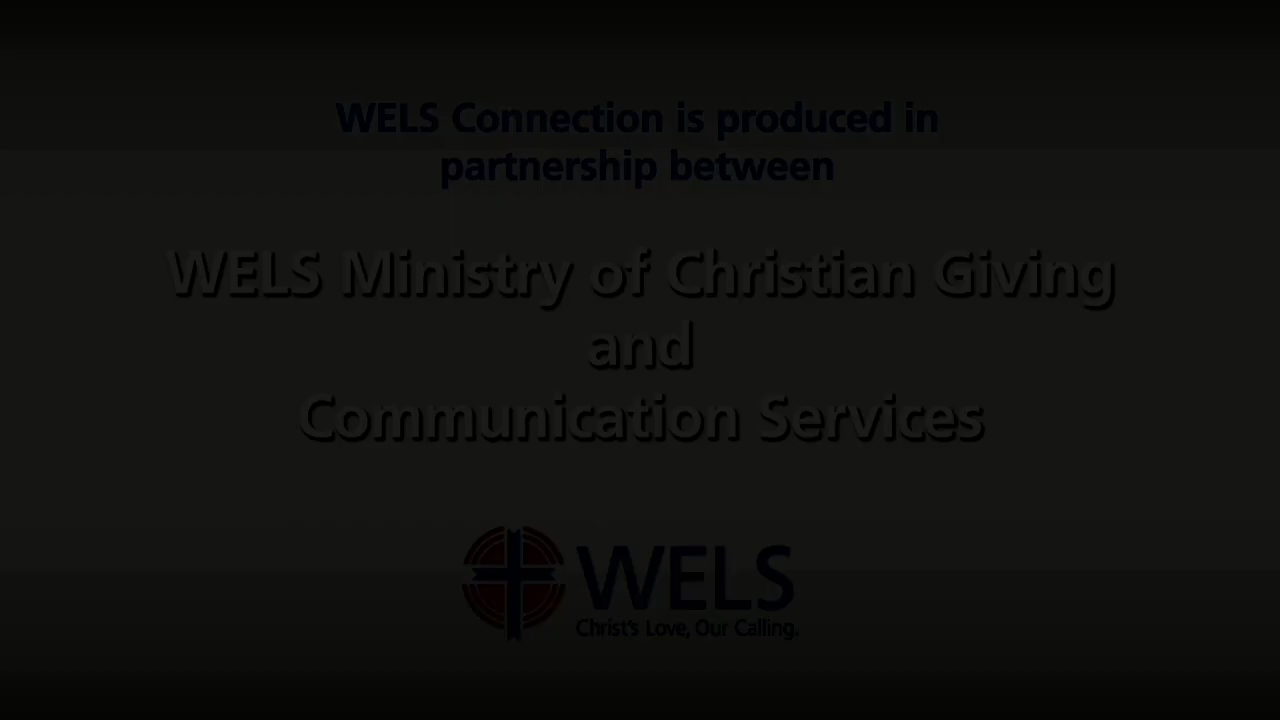 WELS Connection is produced in
partnership between
WELS Ministry of Christian Giving
and
Communication Services
WELS
Christ's Love, Our Calling.